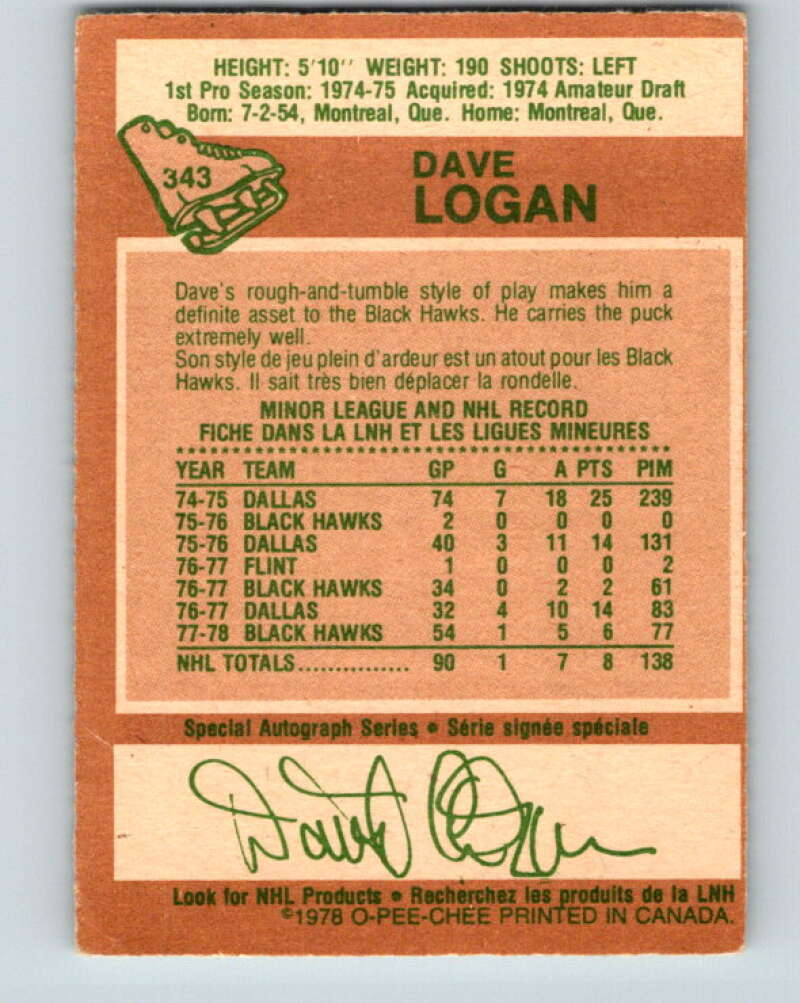 HEIGHT: 5'10'' WEIGHT: 190 SHOOTS: LEFT
1st Pro Season: 1974-75 Acquired: 1974 Amateur Draft
Born: 7-2-54, Montreal, Que. Home: Montreal, Que.
343
DAVE
LOGAN
Dave's rough-and-tumble style of play makes him a
definite asset to the Black Hawks. He carries the puck
extremely well.
Son style de jeu plein d'ardeur est un atout pour les Black
Hawks. Il sait très bien déplacer la rondelle.
MINOR LEAGUE AND NHL RECORD
FICHE DANS LA LNH ET LES LIGUES MINEURES
YEAR TEAM GP G A PTS PIM
74-75 DALLAS 74 7 18 25 239
75-76 BLACK HAWKS 2 0 0 0 0
75-76 DALLAS 40 3 11 14 131
76-77 FLINT 1 0 0 0 2
76-77 BLACK HAWKS 34 0 2 2 61
76-77 DALLAS 32 4 10 14 83
77-78 BLACK HAWKS 54 1 5 6 77
NHL TOTALS................ 90 1 7 8 138
Special Autograph Series • Série signée spéciale
David Logan
Look for NHL Products • Recherchez les produits de la LNH
©1978 O-PEE-CHEE PRINTED IN CANADA.